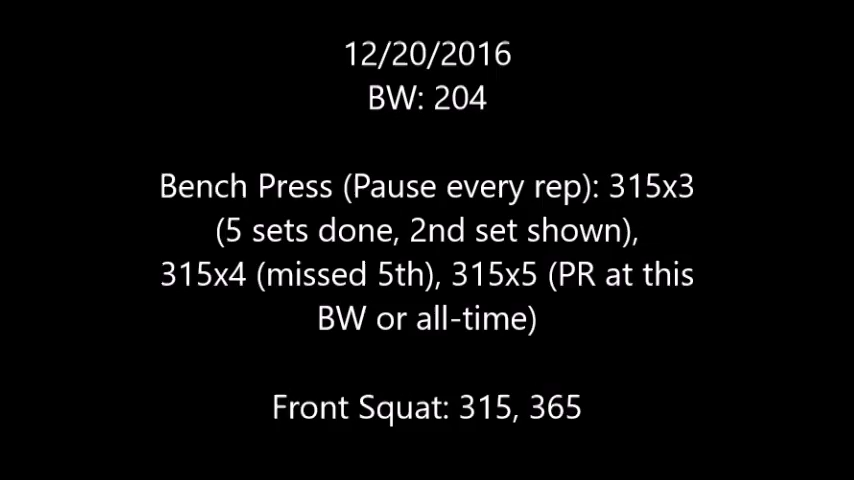 12/20/2016
BW: 204
Bench Press (Pause every rep): 315x3
(5 sets done, 2nd set shown),
315x4 (missed 5th), 315x5 (PR at this
BW or all-time)
Front Squat: 315, 365